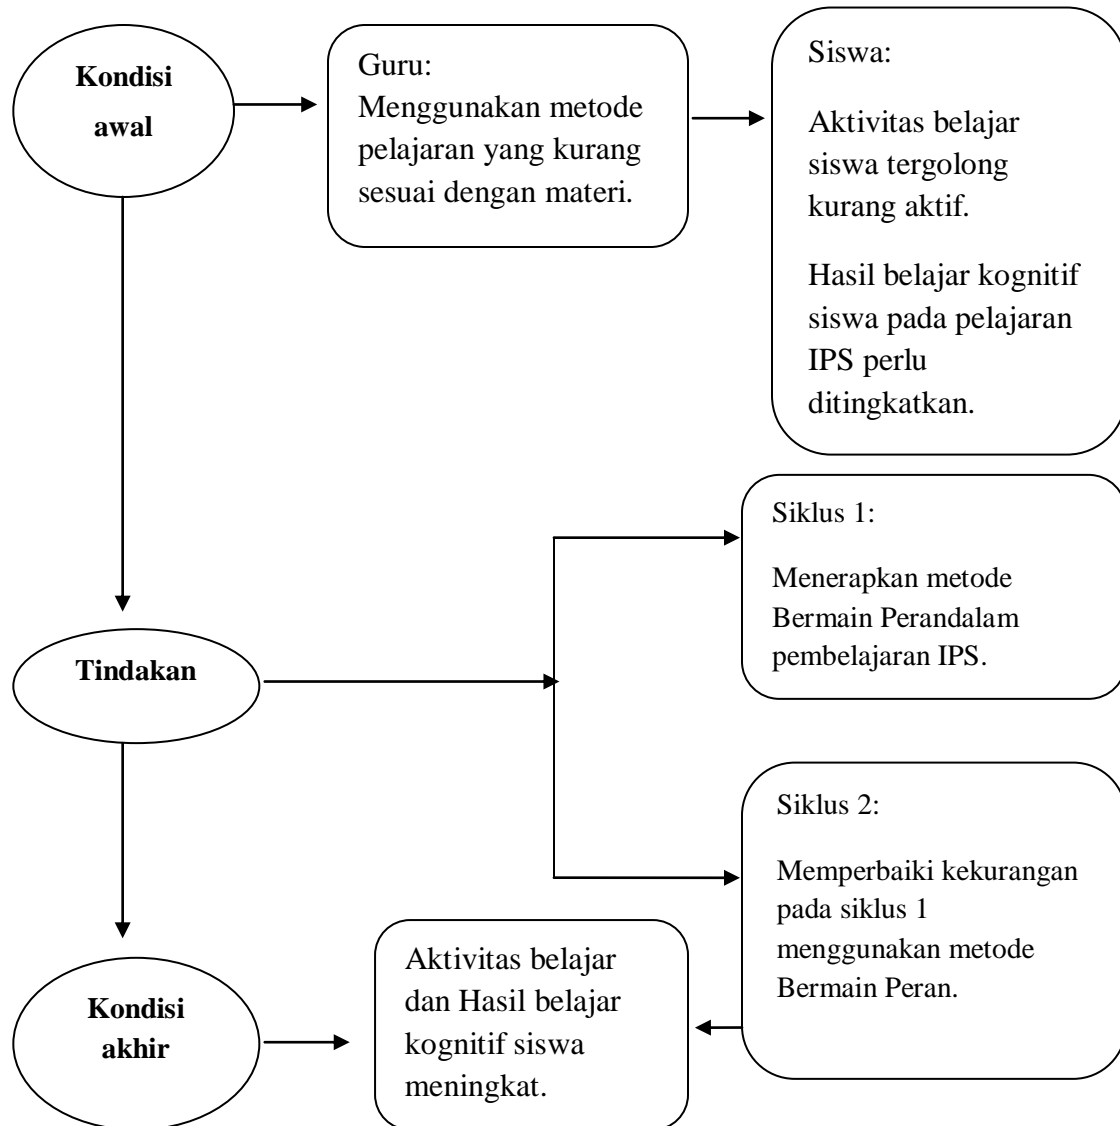 Kondisi
awal
Guru:
Menggunakan metode
pelajaran yang kurang
sesuai dengan materi.
Siswa:
Aktivitas belajar
siswa tergolong
kurang aktif.
Hasil belajar kognitif
siswa pada pelajaran
IPS perlu
ditingkatkan.
Tindakan
Siklus 1:
Menerapkan metode
Bermain Perandalam
pembelajaran IPS.
Siklus 2:
Memperbaiki kekurangan
pada siklus 1
menggunakan metode
Bermain Peran.
Kondisi
akhir
Aktivitas belajar
dan Hasil belajar
kognitif siswa
meningkat.